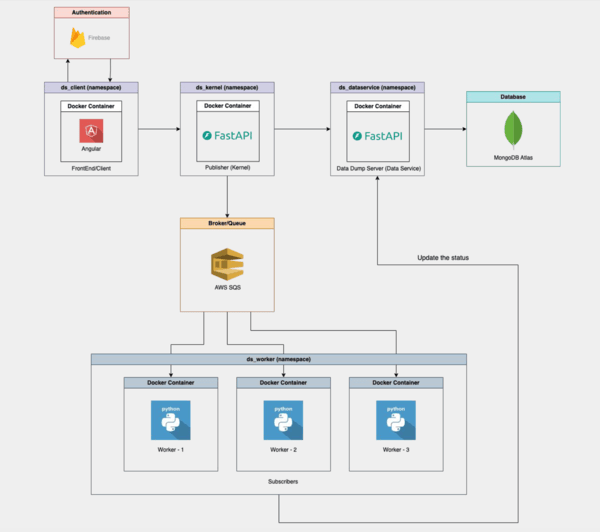 Authentication
Firebase
ds_client (namespace)
Docker Container
Angular
FrontEnd/Client
ds_kernel (namespace)
Docker Container
FastAPI
Publisher (Kernel)
ds_dataservice (namespace)
Docker Container
FastAPI
Data Dump Server (Data Service)
Database
MongoDB Atlas
Broker/Queue
AWS SQS
Update the status
ds_worker (namespace)
Docker Container
python
Worker - 1
Docker Container
python
Worker - 2
Docker Container
python
Worker - 3
Subscribers